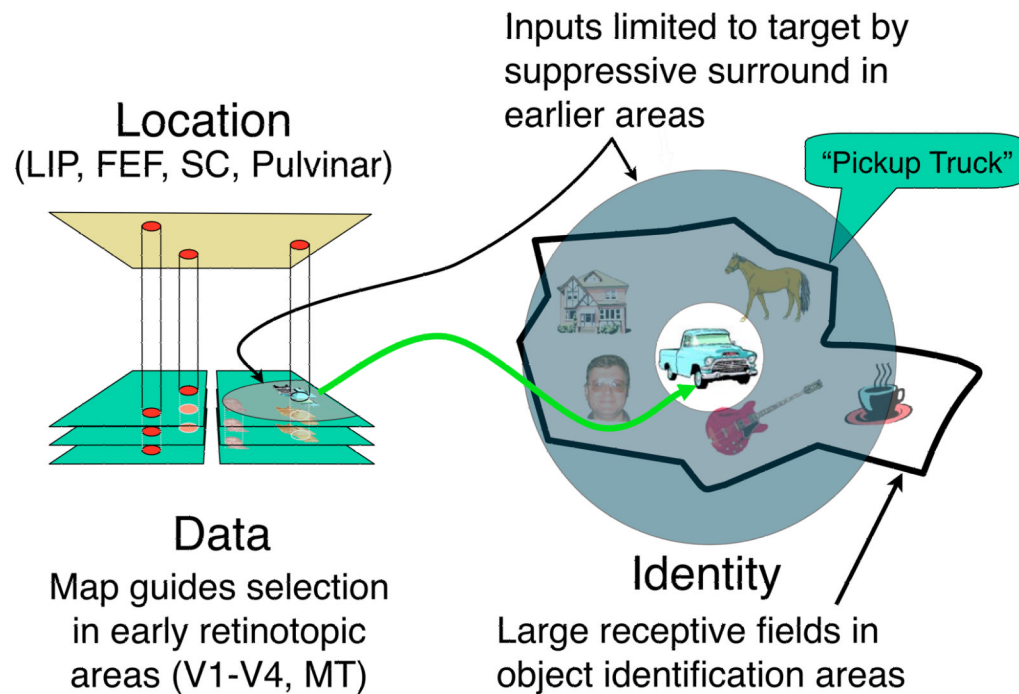 Inputs limited to target by
suppressive surround in
earlier areas
Location
(LIP, FEF, SC, Pulvinar)
“Pickup Truck”
Data
Map guides selection
in early retinotopic
areas (V1-V4, MT)
Identity
Large receptive fields in
object identification areas